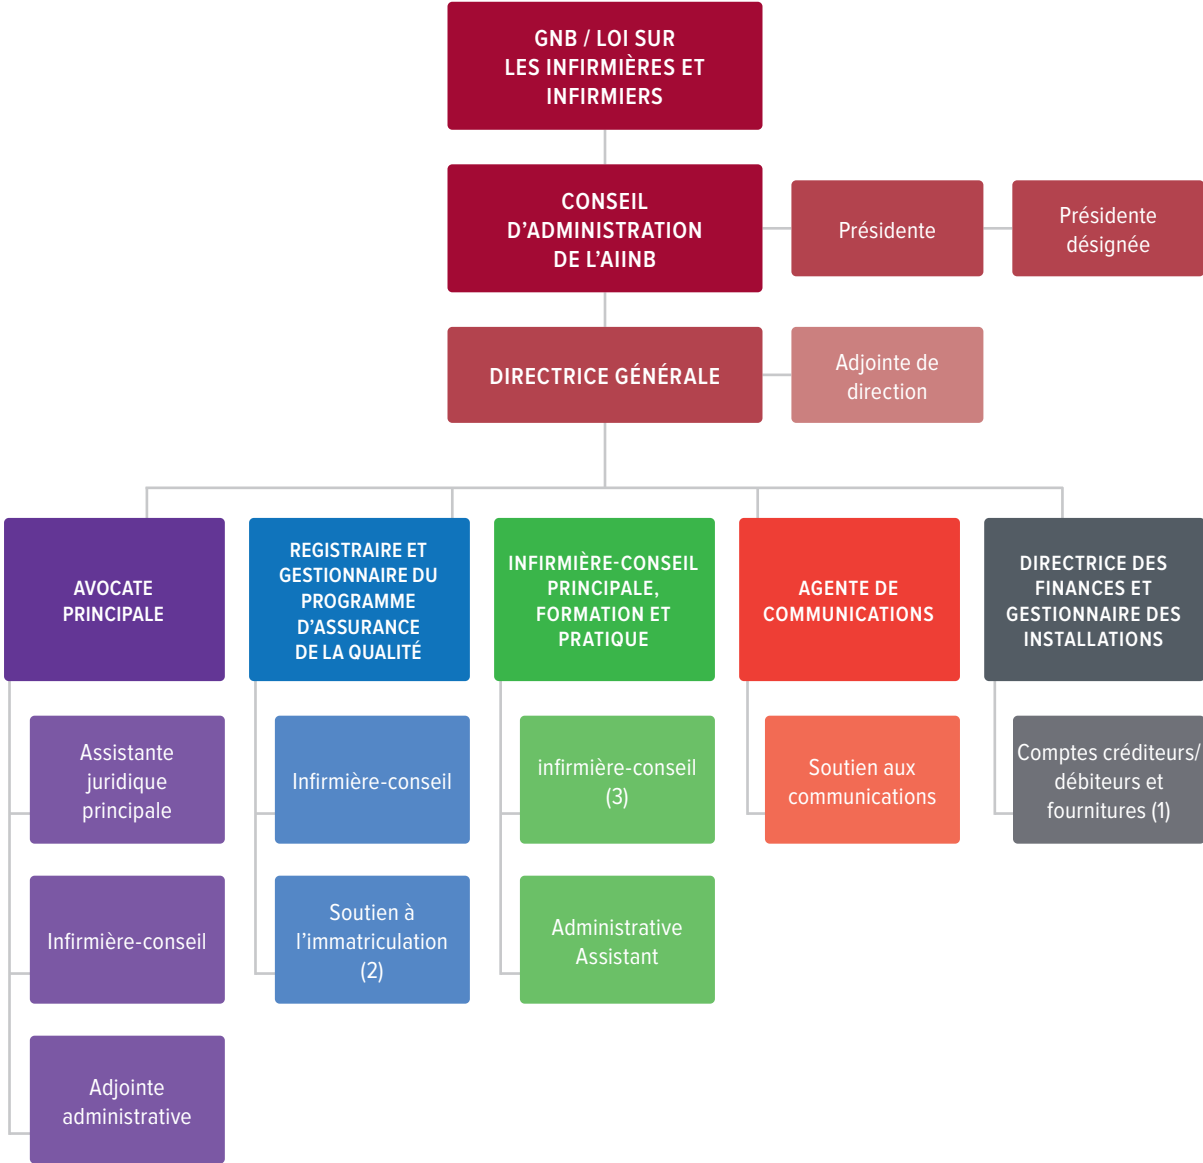 GNB / LOI SUR
LES INFIRMIÈRES ET
INFIRMIERS
CONSEIL
D’ADMINISTRATION
DE L’AIINB
Présidente
Présidente
désignée
DIRECTRICE GÉNÉRALE
Adjointe de
direction
AVOCATE
PRINCIPALE
REGISTRAIRE ET
GESTIONNAIRE DU
PROGRAMME
D’ASSURANCE
DE LA QUALITÉ
INFIRMIÈRE-CONSEIL
PRINCIPALE,
FORMATION ET
PRATIQUE
AGENTE DE
COMMUNICATIONS
DIRECTRICE DES
FINANCES ET
GESTIONNAIRE DES
INSTALLATIONS
Assistante
juridique
principale
Infirmière-conseil
infirmière-conseil
(3)
Soutien aux
communications
Comptes créditeurs/
débiteurs et
fournitures (1)
Infirmière-conseil
Soutien à
l’immatriculation
(2)
Administrative
Assistant
Adjointe
administrative